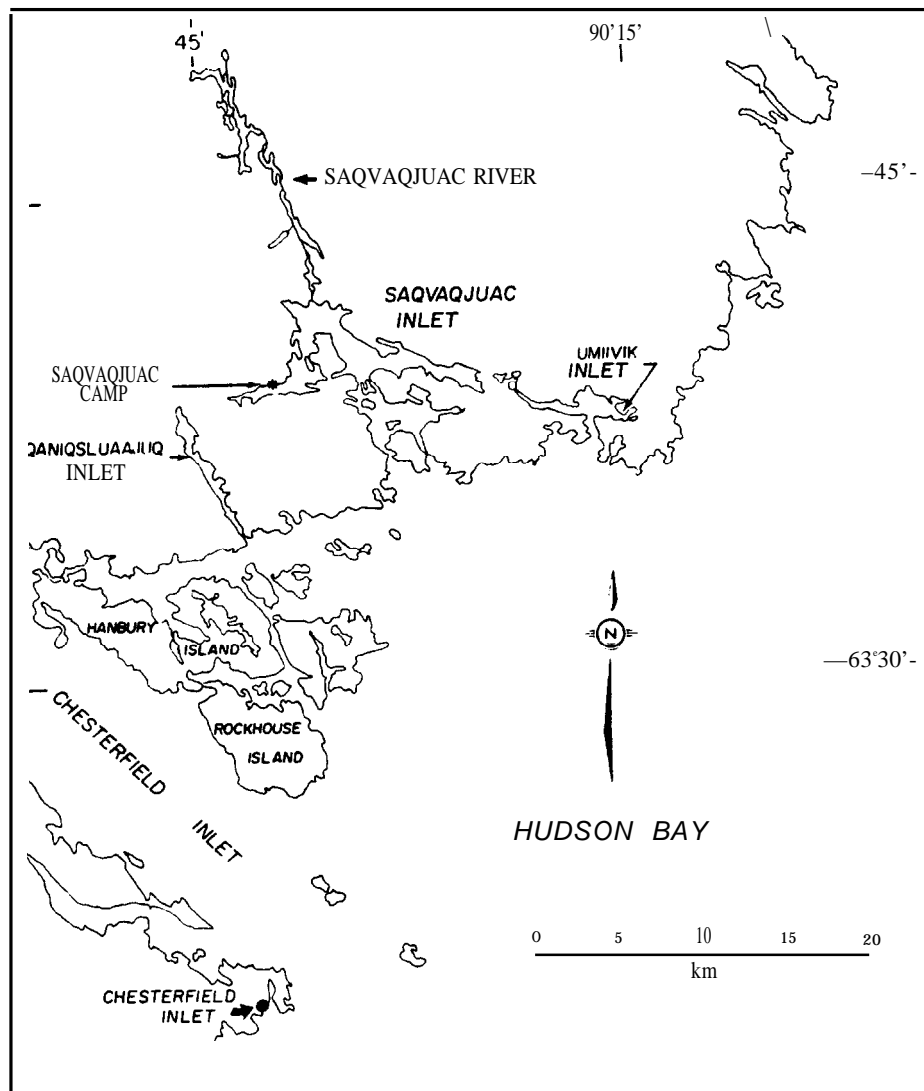 45'
90'15'
SAQVAQJUAC RIVER
–45'-
SAQVAQJUAC
INLET
UMIIVIK
INLET
SAQVAQJUAC
CAMP
QANIQSLUAAJUQ
INLET
HANBURY
ISLAND
N
—63°30'-
ROCKHOUSE
ISLAND
CHESTERFIELD
INLET
HUDSON BAY
0 5 10 15 20
km
CHESTERFIELD
INLET